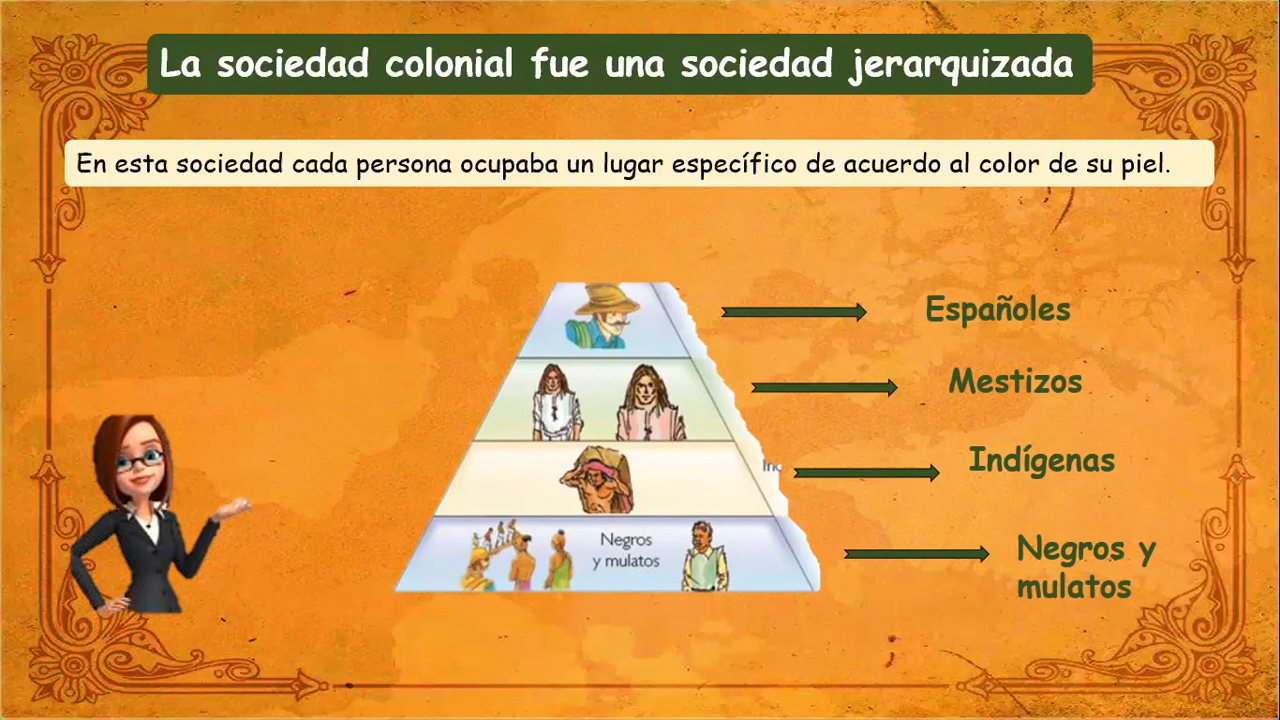 La sociedad colonial fue una sociedad jerarquizada
En esta sociedad cada persona ocupaba un lugar específico de acuerdo al color de su piel.
Españoles
Mestizos
Indígenas
Negros
y mulatos
Negros y
mulatos